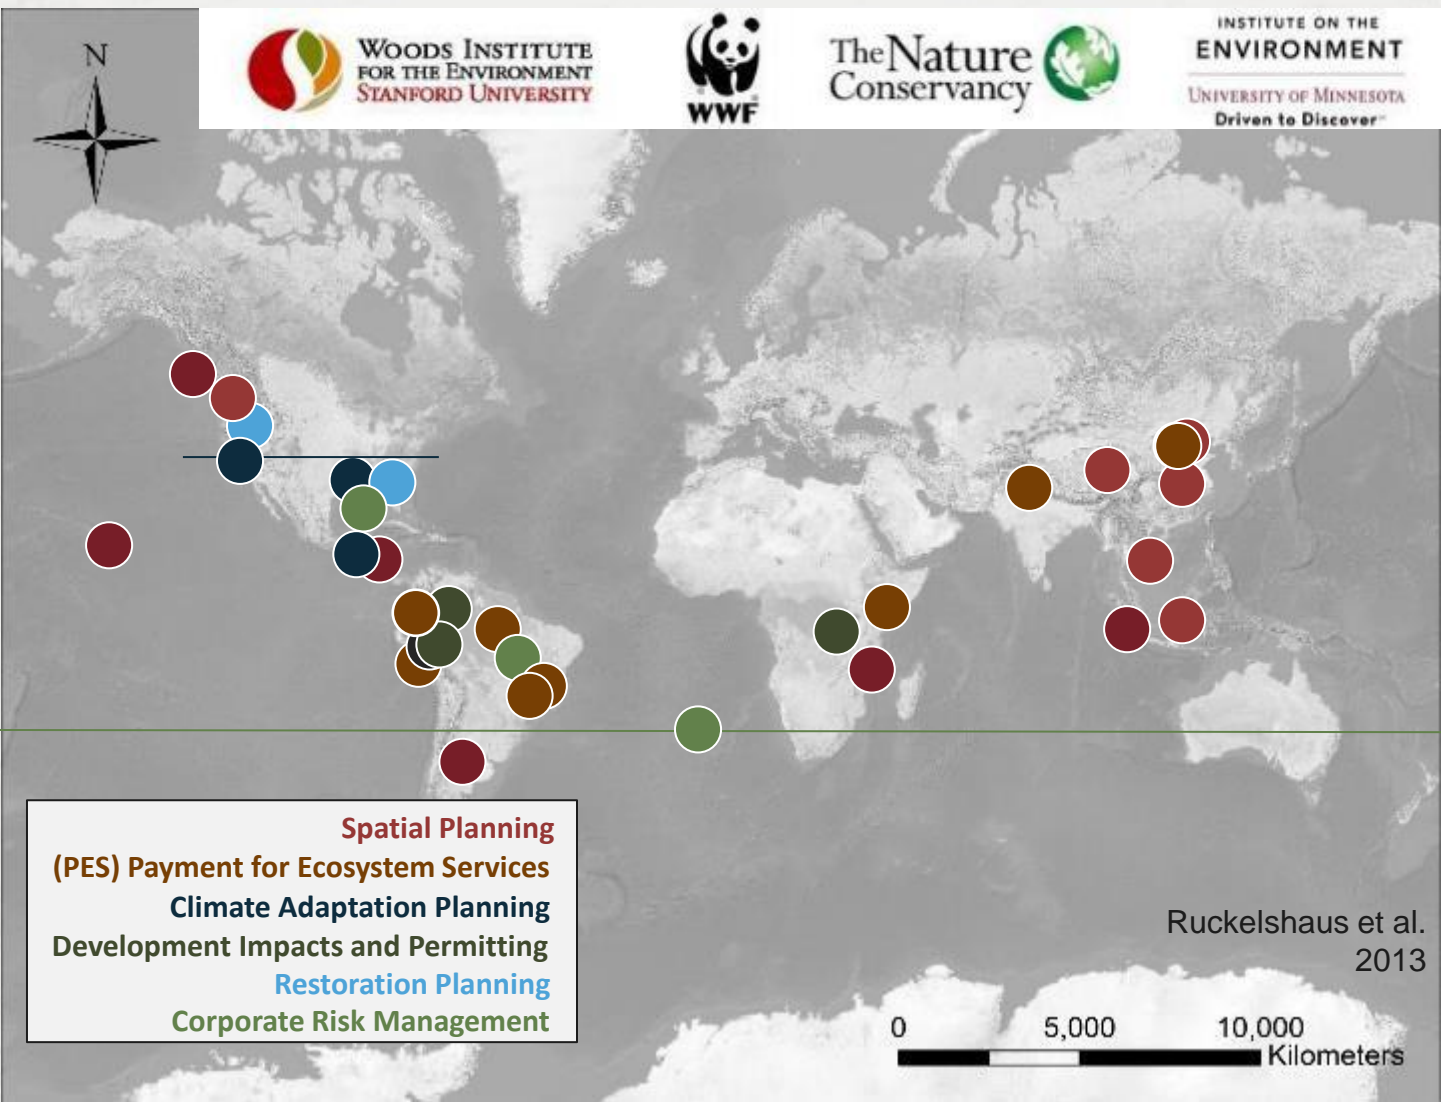 N
WOODS INSTITUTE
FOR THE ENVIRONMENT
STANFORD UNIVERSITY
WWF
The Nature
Conservancy
INSTITUTE ON THE
ENVIRONMENT
UNIVERSITY OF MINNESOTA
Driven to Discover
Spatial Planning
(PES) Payment for Ecosystem Services
Climate Adaptation Planning
Development Impacts and Permitting
Restoration Planning
Corporate Risk Management
Ruckelshaus et al.
2013
0 5,000 10,000
Kilometers